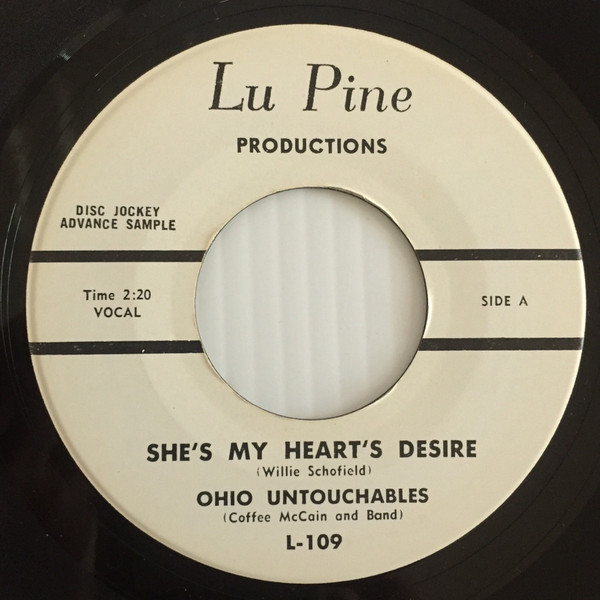 Lu Pine
PRODUCTIONS
DISC JOCKEY
ADVANCE SAMPLE
Time 2:20
VOCAL
SIDE A
SHE'S MY HEART'S DESIRE
(Willie Schofield)
OHIO UNTOUCHABLES
(Coffee McCain and Band)
L-109